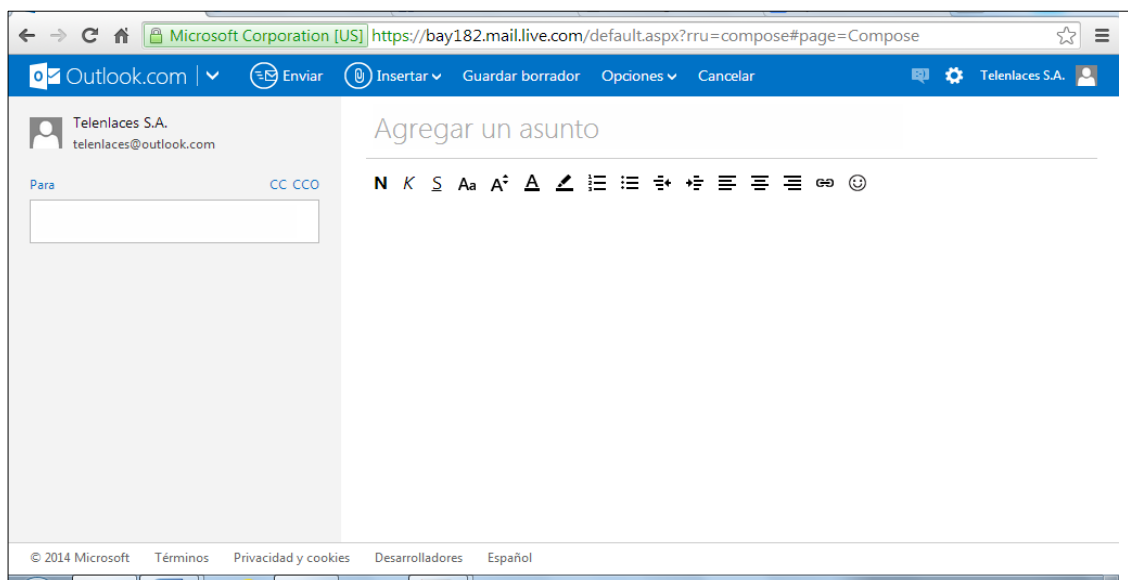 Microsoft Corporation [US] https://bay182.mail.live.com/default.aspx?rru=compose#page=Compose
Outlook.com Enviar Insertar Guardar borrador Opciones Cancelar Telenlaces S.A.
Telenlaces S.A.
telenlaces@outlook.com
Agregar un asunto
Para CC CCO
N K S Aa A A
© 2014 Microsoft Términos Privacidad y cookies Desarrolladores Español